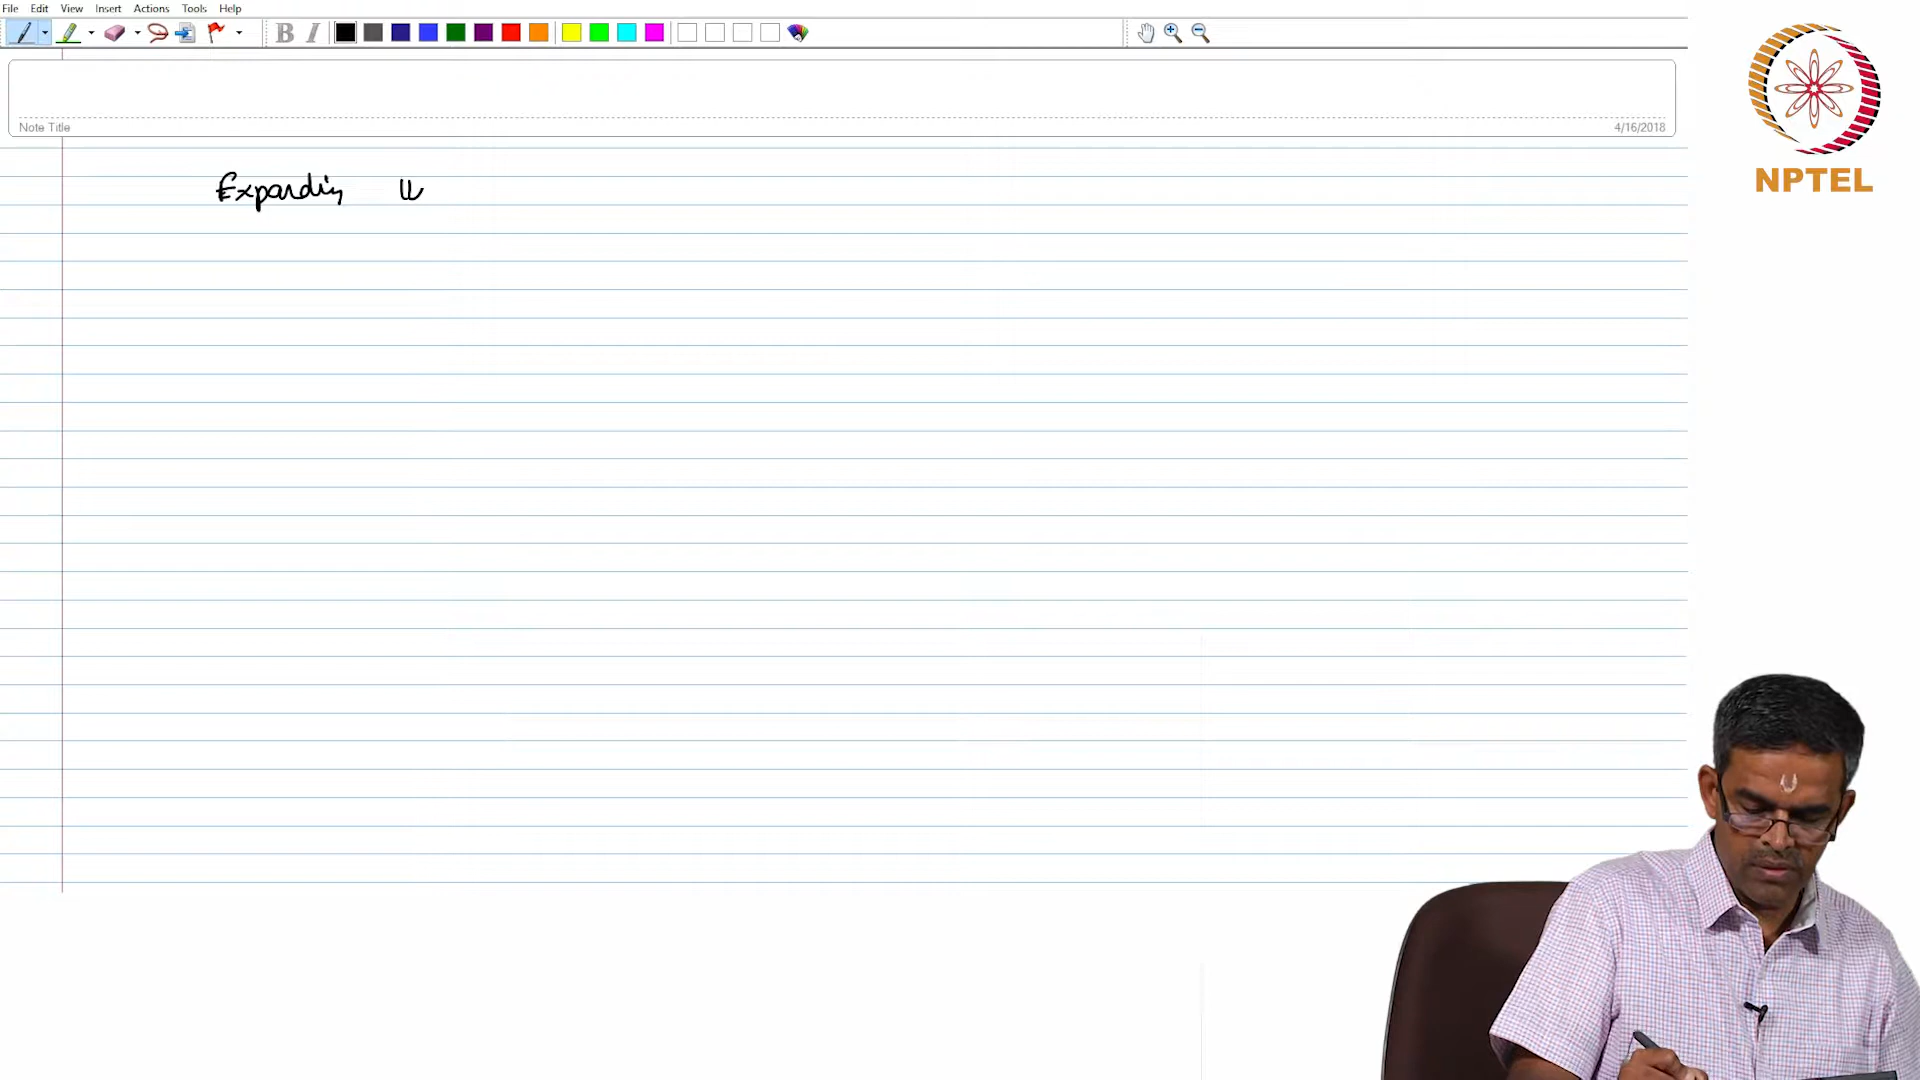 File Edit View Insert Actions Tools Help
B I
NPTEL
Note Title 4/16/2018
Expanding